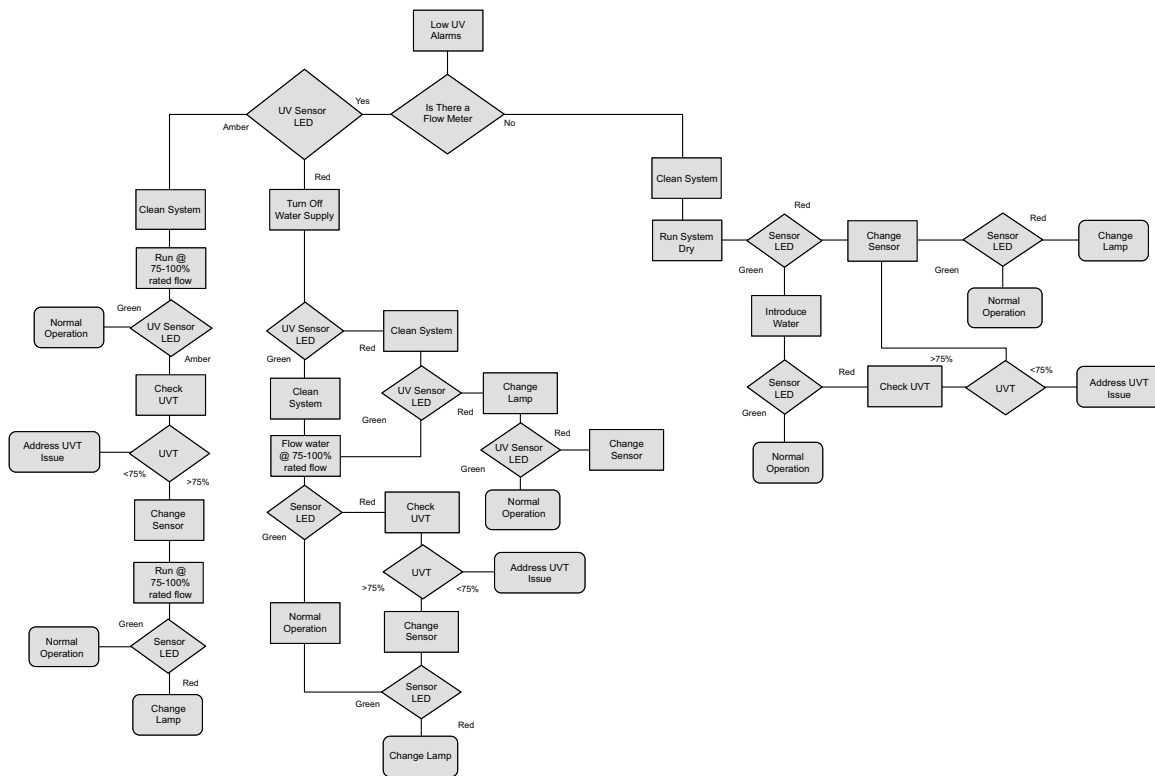 Low UV
Alarms
Is There a
Flow Meter
Yes
No
UV Sensor
LED
Amber
Red
Clean System
Run @
75-100%
rated flow
Green
Normal
Operation
UV Sensor
LED
Amber
Check
UVT
Address UVT
Issue
UVT
<75%
>75%
Change
Sensor
Run @
75-100%
rated flow
Green
Normal
Operation
Sensor
LED
Red
Change
Lamp
Turn Off
Water Supply
UV Sensor
LED
Red
Green
Clean System
Clean
System
UV Sensor
LED
Green
Red
Change
Lamp
Flow water
@ 75-100%
rated flow
UV Sensor
LED
Red
Change
Sensor
Green
Normal
Operation
Sensor
LED
Red
Green
Check
UVT
UVT
>75%
<75%
Address UVT
Issue
Normal
Operation
Change
Sensor
Sensor
LED
Green
Red
Change Lamp
Clean System
Run System
Dry
Sensor
LED
Red
Green
Change
Sensor
Sensor
LED
Red
Change
Lamp
Green
Normal
Operation
Introduce
Water
Sensor
LED
Red
Green
Check UVT
>75%
UVT
<75%
Address UVT
Issue
Normal
Operation